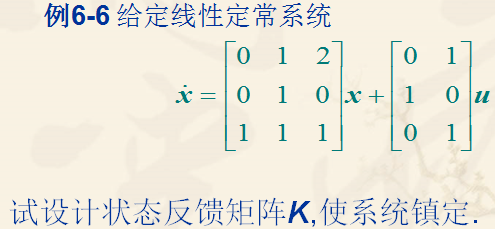 例6-6 给定线性定常系统
ẋ = [0 1 2; 0 1 0; 1 1 1] x + [0 1; 1 0; 0 1] u
试设计状态反馈矩阵K,使系统镇定.